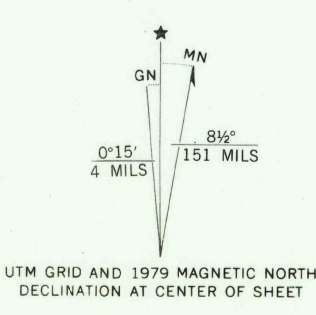 MN
GN
8½°
151 MILS
0°15′
4 MILS
UTM GRID AND 1979 MAGNETIC NORTH
DECLINATION AT CENTER OF SHEET